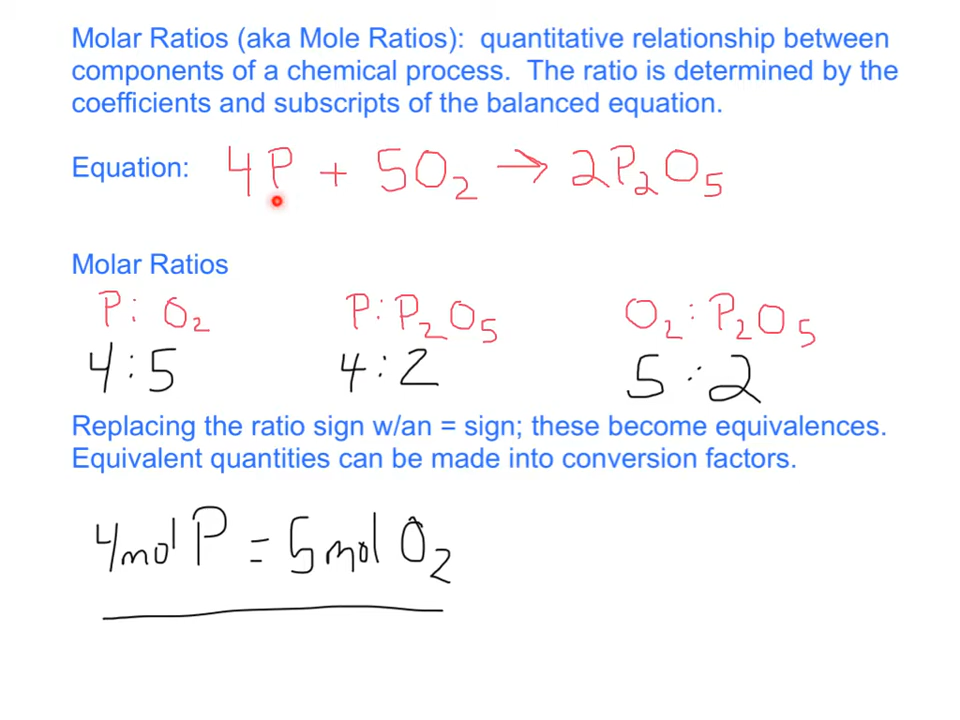 Molar Ratios (aka Mole Ratios): quantitative relationship between
components of a chemical process. The ratio is determined by the
coefficients and subscripts of the balanced equation.
Equation: 4P + 5O₂ → 2P₂O₅
Molar Ratios
P : O₂ P : P₂O₅ O₂ : P₂O₅
4 : 5 4 : 2 5 : 2
Replacing the ratio sign w/an = sign; these become equivalences.
Equivalent quantities can be made into conversion factors.
4mol P = 5mol O₂